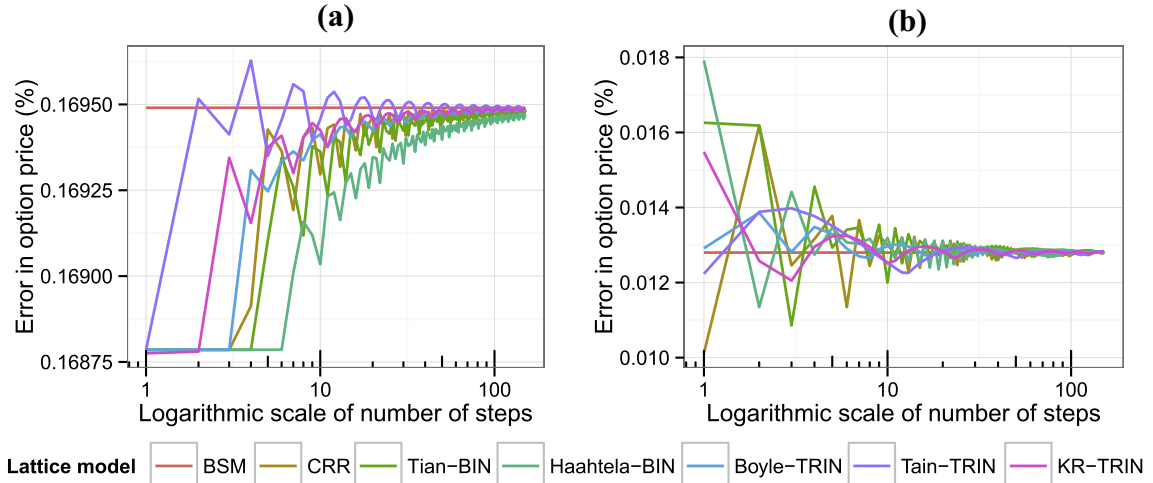 (a)
(b)
Error in option price (%)
0.16950
0.16925
0.16900
0.16875
1
10
100
Logarithmic scale of number of steps
Error in option price (%)
0.018
0.016
0.014
0.012
0.010
1
10
100
Logarithmic scale of number of steps
Lattice model BSM CRR Tian−BIN Haahtela−BIN Boyle−TRIN Tain−TRIN KR−TRIN